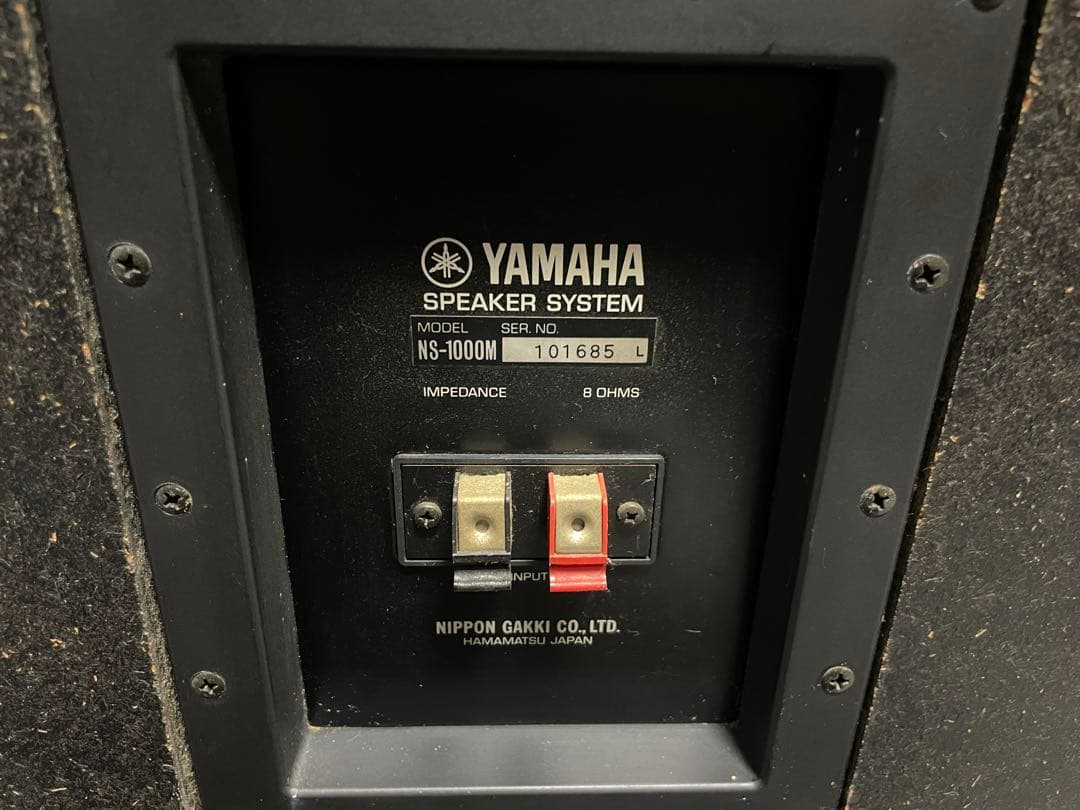 YAMAHA
SPEAKER SYSTEM
MODEL SER. NO.
NS-1000M 101685 L
IMPEDANCE 8 OHMS
INPUT
NIPPON GAKKI CO., LTD.
HAMAMATSU JAPAN